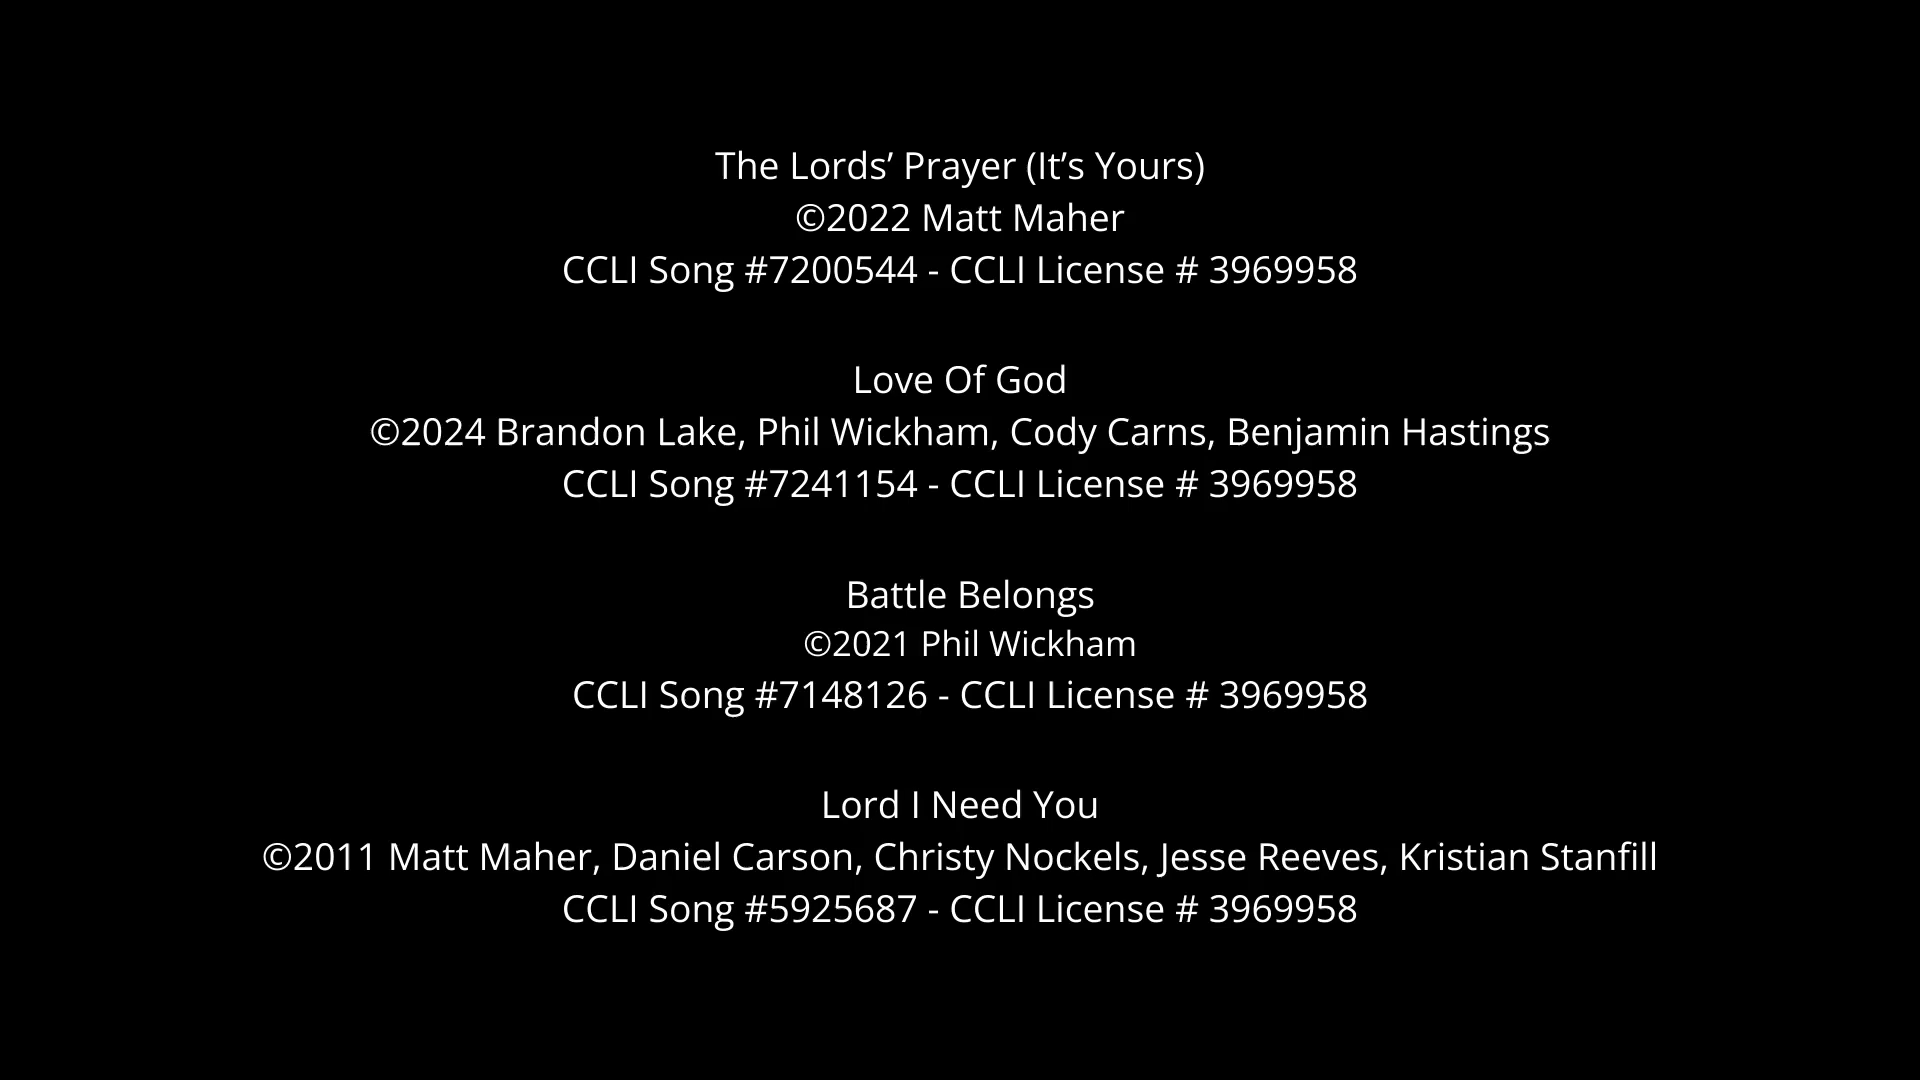 The Lords’ Prayer (It’s Yours)
©2022 Matt Maher
CCLI Song #7200544 - CCLI License # 3969958
Love Of God
©2024 Brandon Lake, Phil Wickham, Cody Carns, Benjamin Hastings
CCLI Song #7241154 - CCLI License # 3969958
Battle Belongs
©2021 Phil Wickham
CCLI Song #7148126 - CCLI License # 3969958
Lord I Need You
©2011 Matt Maher, Daniel Carson, Christy Nockels, Jesse Reeves, Kristian Stanfill
CCLI Song #5925687 - CCLI License # 3969958